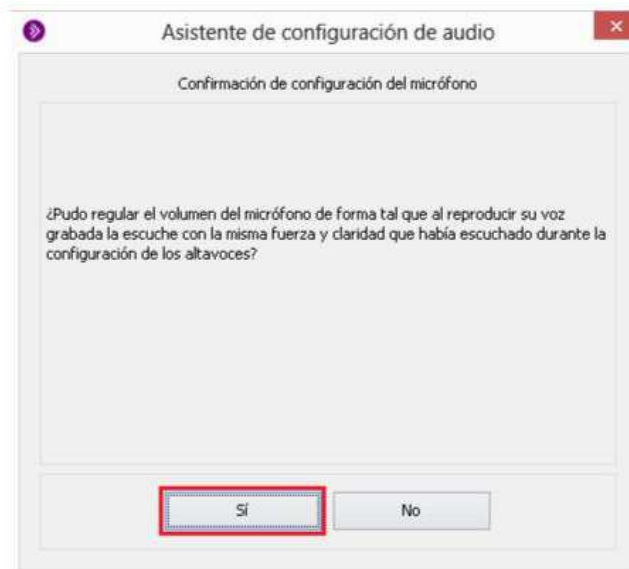 Asistente de configuración de audio
Confirmación de configuración del micrófono
¿Pudo regular el volumen del micrófono de forma tal que al reproducir su voz
grabada la escuche con la misma fuerza y claridad que había escuchado durante la
configuración de los altavoces?
Sí
No